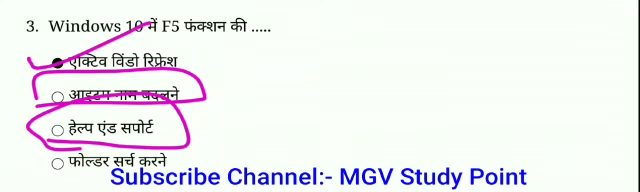 3. Windows 10 में F5 फंक्शन की .....
एक्टिव विंडो रिफ्रेश
आइटम नाम बदलने
हेल्प एंड सपोर्ट
फोल्डर सर्च करने
Subscribe Channel:- MGV Study Point